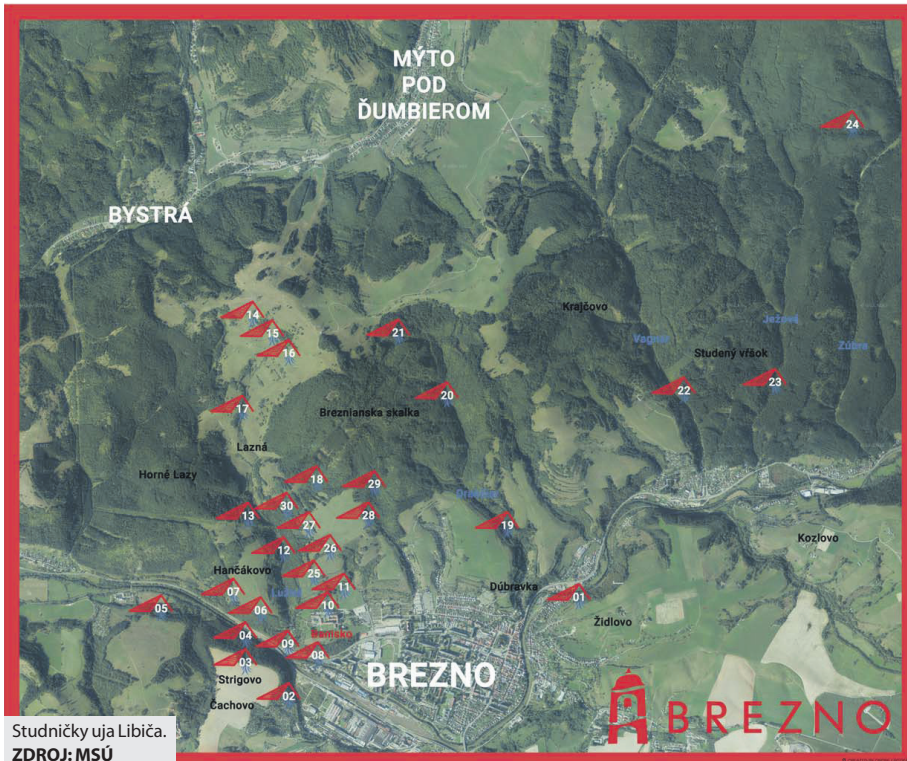 MÝTO
POD
ĎUMBIEROM
24
BYSTRÁ
Krajčovo
14
15
16
21
Vagnár
Ježová
Zúbra
Studený vŕšok
20
22
23
17
Breznianska skalka
Lazná
Horné Lazy
18
29
30
13
27
28
19
Kozlovo
12
26
Hančákovo
25
Dúbravka
07
11
01
05
06
10
Židlovo
04
09
08
03
BREZNO
Strigovo
02
Čachovo
BREZNO
Studničky uja Libiča.
ZDROJ: MSÚ